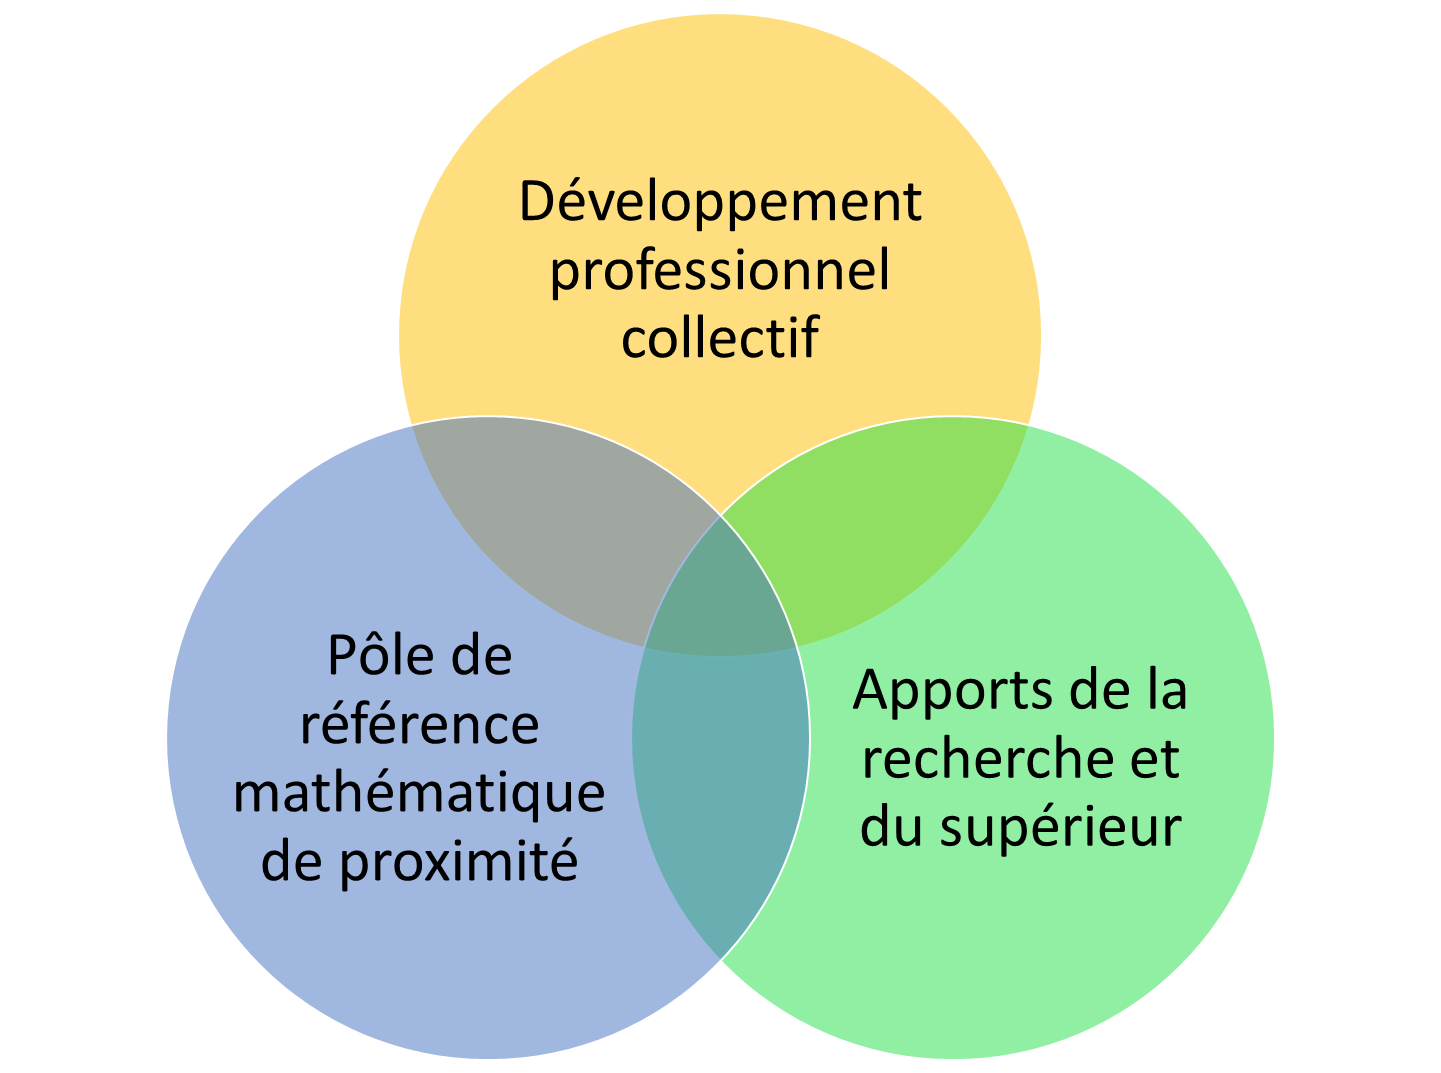 Développement
professionnel
collectif
Pôle de
référence
mathématique
de proximité
Apports de la
recherche et
du supérieur